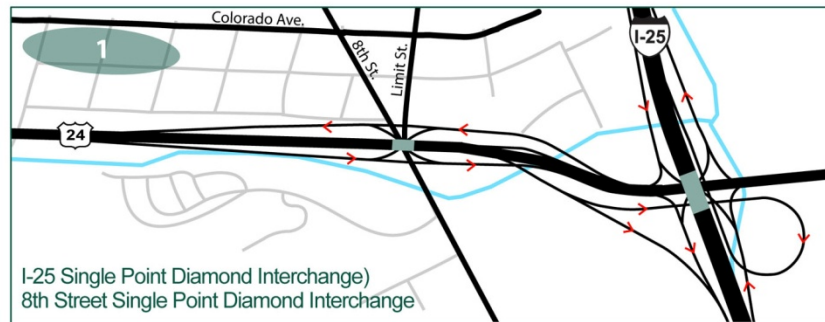 Colorado Ave.
I-25
1
8th St.
Limit St.
24
I-25 Single Point Diamond Interchange)
8th Street Single Point Diamond Interchange